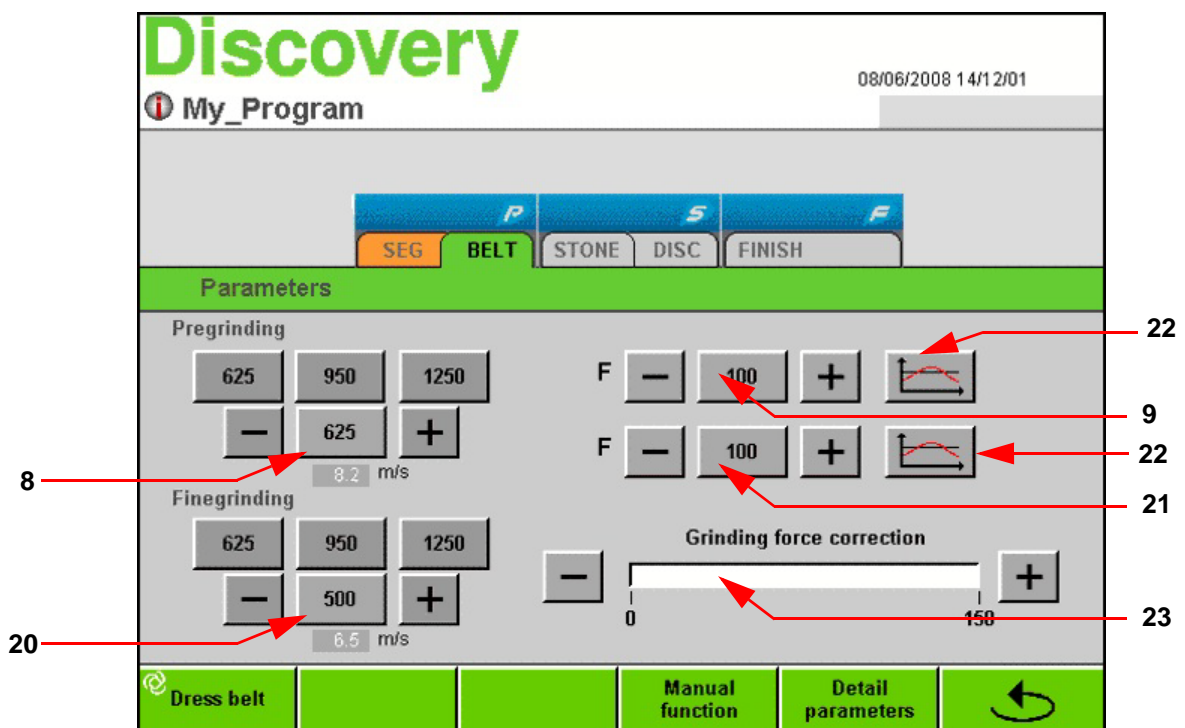 Discovery
08/06/2008 14/12/01
My_Program
P S F
SEG BELT STONE DISC FINISH
Parameters
Pregrinding
22
625 950 1250 F − 100 +
9
− 625 + F − 100 +
22
8
8.2 m/s
21
Finegrinding
625 950 1250
Grinding force correction
− 500 + − +
0 158
23
20
6.5 m/s
Dress belt
Manual function
Detail parameters